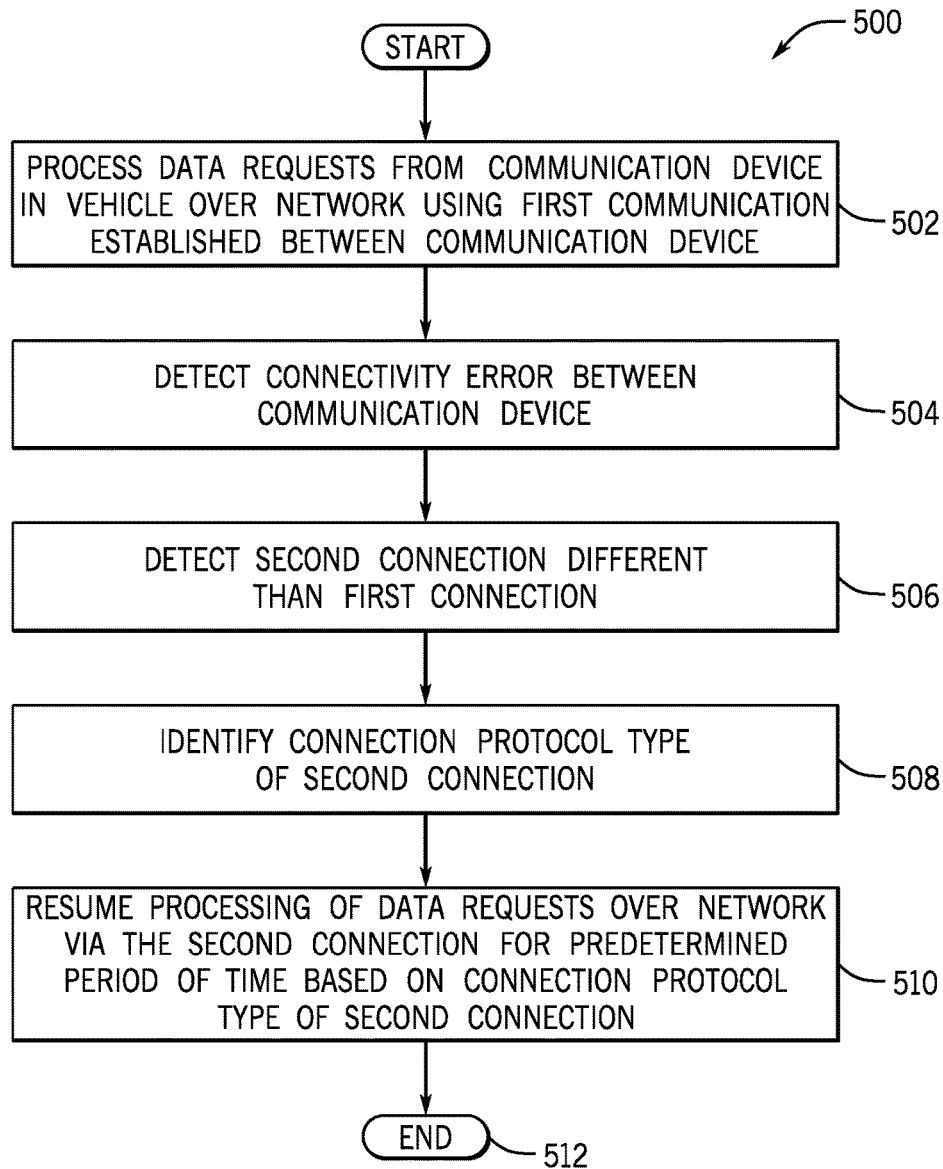 500
START
PROCESS DATA REQUESTS FROM COMMUNICATION DEVICE
IN VEHICLE OVER NETWORK USING FIRST COMMUNICATION
ESTABLISHED BETWEEN COMMUNICATION DEVICE
502
DETECT CONNECTIVITY ERROR BETWEEN
COMMUNICATION DEVICE
504
DETECT SECOND CONNECTION DIFFERENT
THAN FIRST CONNECTION
506
IDENTIFY CONNECTION PROTOCOL TYPE
OF SECOND CONNECTION
508
RESUME PROCESSING OF DATA REQUESTS OVER NETWORK
VIA THE SECOND CONNECTION FOR PREDETERMINED
PERIOD OF TIME BASED ON CONNECTION PROTOCOL
TYPE OF SECOND CONNECTION
510
END
512